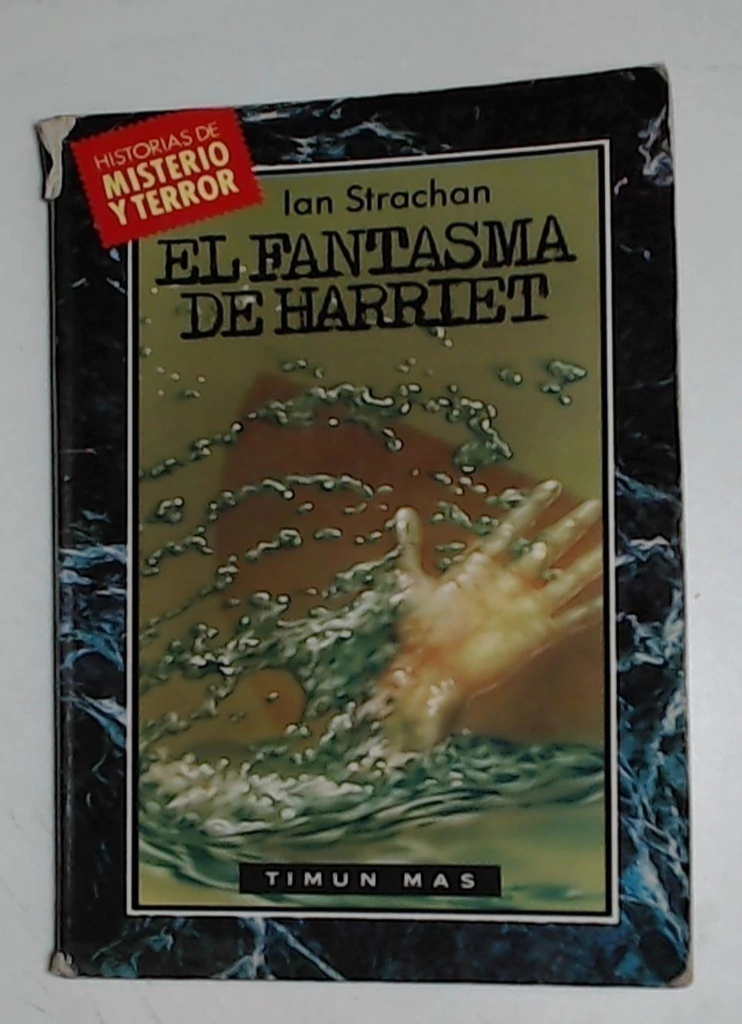 HISTORIAS DE
MISTERIO
Y TERROR
Ian Strachan
EL FANTASMA
DE HARRIET
TIMUN MAS